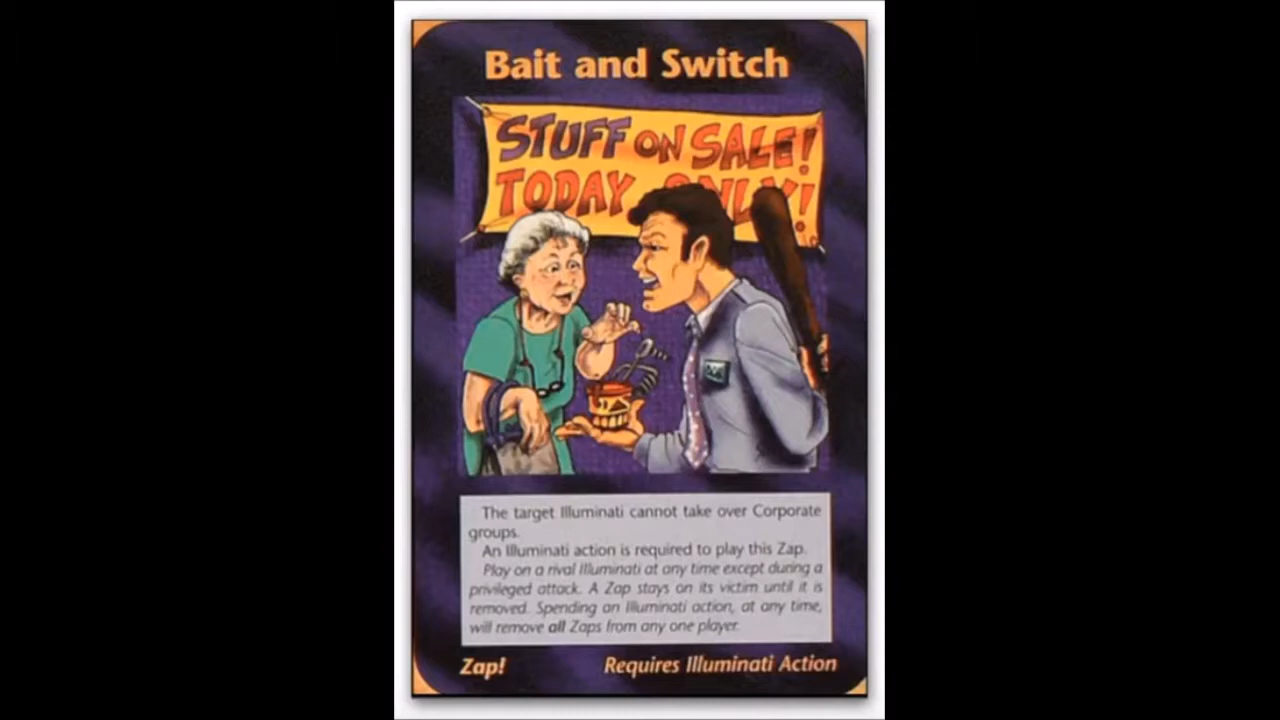 Bait and Switch
STUFF ON SALE!
TODAY ONLY!
The target Illuminati cannot take over Corporate
groups.
An Illuminati action is required to play this Zap.
Play on a rival Illuminati at any time except during a
privileged attack. A Zap stays on its victim until it is
removed. Spending an Illuminati action, at any time,
will remove all Zaps from any one player.
Zap! Requires Illuminati Action